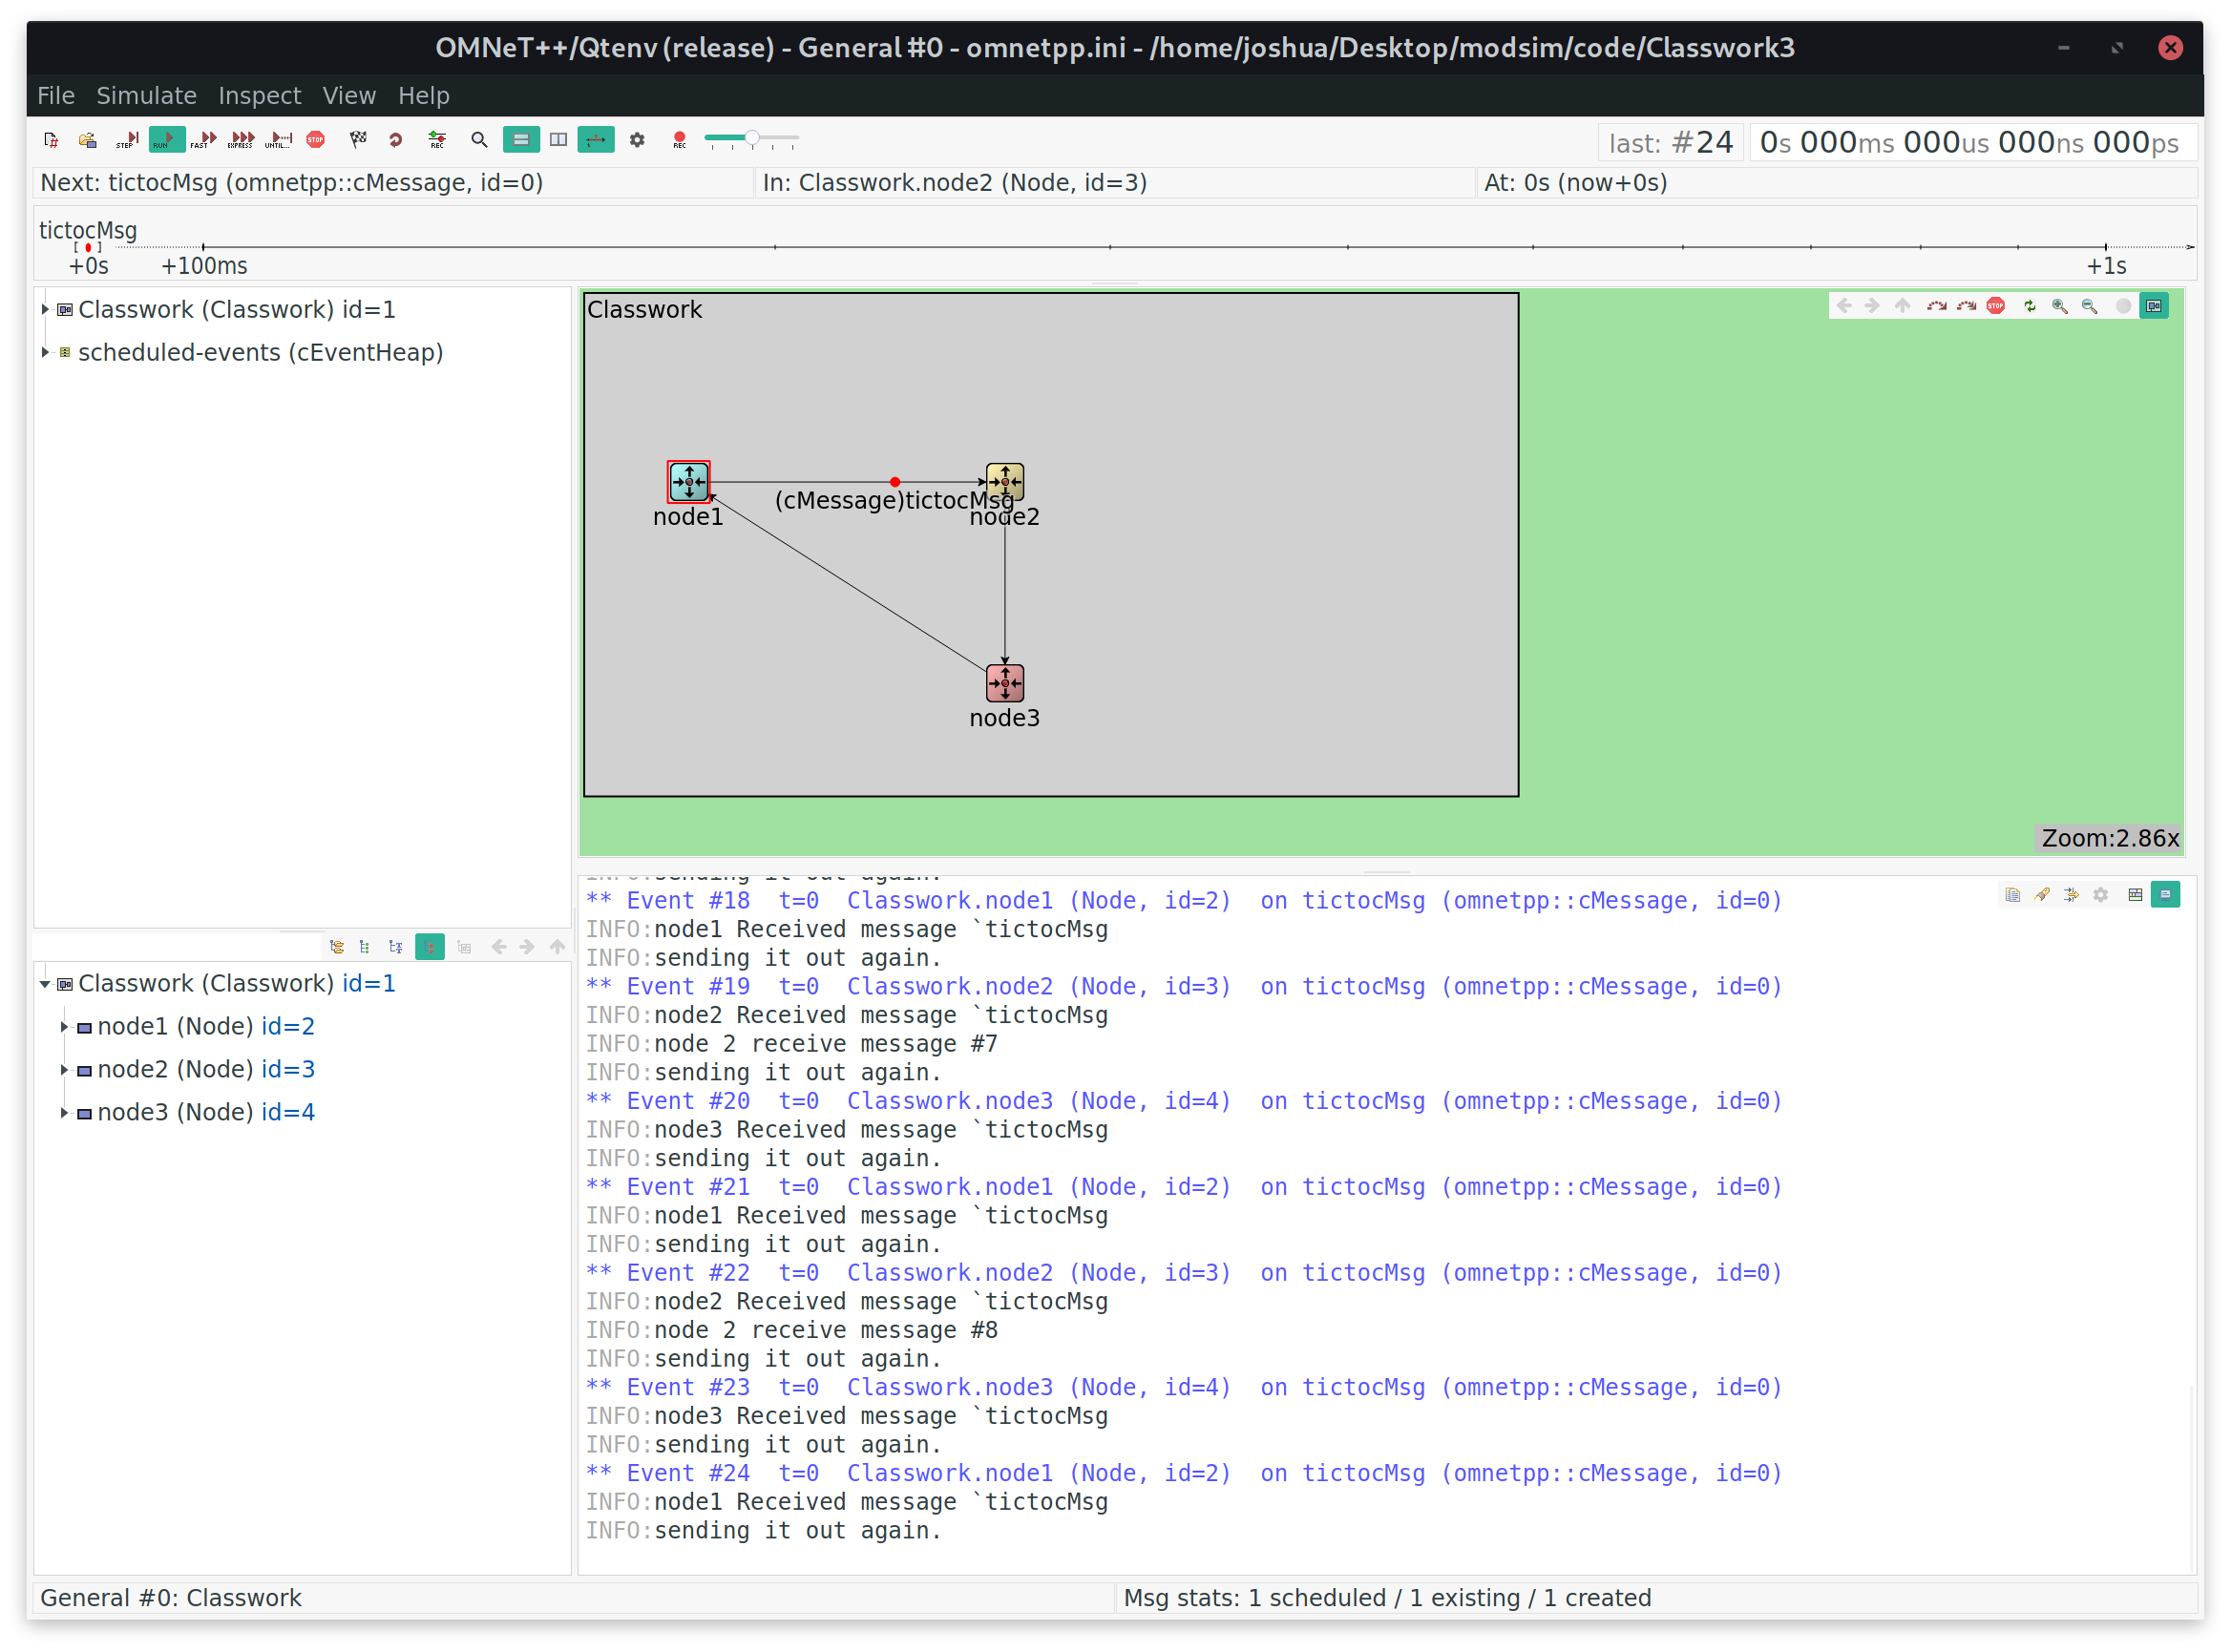 OMNeT++/Qtenv (release) - General #0 - omnetpp.ini - /home/joshua/Desktop/modsim/code/Classwork3
File Simulate Inspect View Help
STEP RUN FAST EXPRESS UNTIL... STOP REC REC
last: #24 0s 000ms 000us 000ns 000ps
Next: tictocMsg (omnetpp::cMessage, id=0) In: Classwork.node2 (Node, id=3) At: 0s (now+0s)
tictocMsg
+0s +100ms +1s
Classwork (Classwork) id=1
scheduled-events (cEventHeap)
Classwork
STOP
(cMessage)tictocMsg
node1
node2
node3
Zoom:2.86x
Classwork (Classwork) id=1
node1 (Node) id=2
node2 (Node) id=3
node3 (Node) id=4
INFO:sending it out again.
** Event #18 t=0 Classwork.node1 (Node, id=2) on tictocMsg (omnetpp::cMessage, id=0)
INFO:node1 Received message `tictocMsg
INFO:sending it out again.
** Event #19 t=0 Classwork.node2 (Node, id=3) on tictocMsg (omnetpp::cMessage, id=0)
INFO:node2 Received message `tictocMsg
INFO:node 2 receive message #7
INFO:sending it out again.
** Event #20 t=0 Classwork.node3 (Node, id=4) on tictocMsg (omnetpp::cMessage, id=0)
INFO:node3 Received message `tictocMsg
INFO:sending it out again.
** Event #21 t=0 Classwork.node1 (Node, id=2) on tictocMsg (omnetpp::cMessage, id=0)
INFO:node1 Received message `tictocMsg
INFO:sending it out again.
** Event #22 t=0 Classwork.node2 (Node, id=3) on tictocMsg (omnetpp::cMessage, id=0)
INFO:node2 Received message `tictocMsg
INFO:node 2 receive message #8
INFO:sending it out again.
** Event #23 t=0 Classwork.node3 (Node, id=4) on tictocMsg (omnetpp::cMessage, id=0)
INFO:node3 Received message `tictocMsg
INFO:sending it out again.
** Event #24 t=0 Classwork.node1 (Node, id=2) on tictocMsg (omnetpp::cMessage, id=0)
INFO:node1 Received message `tictocMsg
INFO:sending it out again.
General #0: Classwork Msg stats: 1 scheduled / 1 existing / 1 created